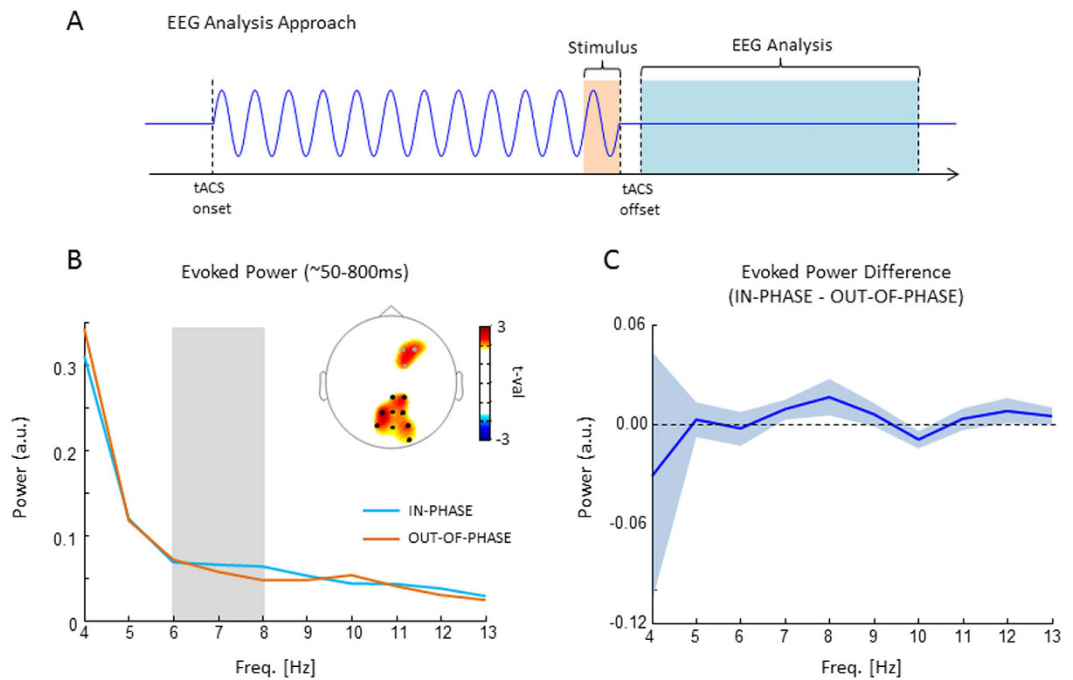 A
EEG Analysis Approach
Stimulus
EEG Analysis
tACS
onset
tACS
offset
B
Evoked Power (~50-800ms)
3
t-val
-3
0.3
0.2
0.1
0
Power (a.u.)
IN-PHASE
OUT-OF-PHASE
4 5 6 7 8 9 10 11 12 13
Freq. [Hz]
C
Evoked Power Difference
(IN-PHASE - OUT-OF-PHASE)
0.06
0.00
-0.06
-0.12
Power (a.u.)
4 5 6 7 8 9 10 11 12 13
Freq. [Hz]